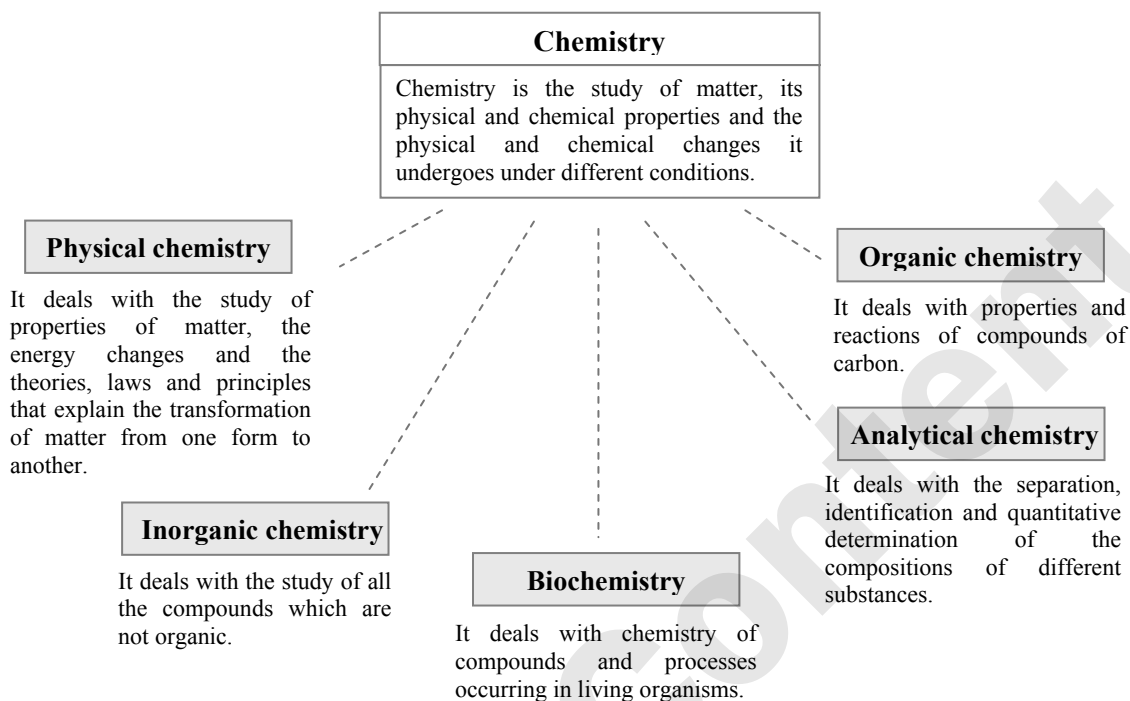 Chemistry
Chemistry is the study of matter, its
physical and chemical properties and the
physical and chemical changes it
undergoes under different conditions.
Physical chemistry
It deals with the study of
properties of matter, the
energy changes and the
theories, laws and principles
that explain the transformation
of matter from one form to
another.
Inorganic chemistry
It deals with the study of all
the compounds which are
not organic.
Biochemistry
It deals with chemistry of
compounds and processes
occurring in living organisms.
Organic chemistry
It deals with properties and
reactions of compounds of
carbon.
Analytical chemistry
It deals with the separation,
identification and quantitative
determination of the
compositions of different
substances.
Content